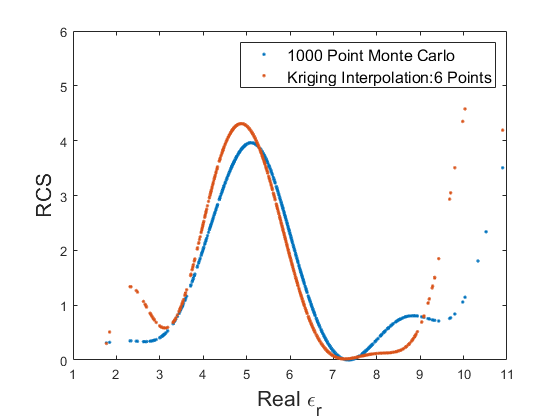 6
5
4
3
2
1
0
RCS
1000 Point Monte Carlo
Kriging Interpolation:6 Points
1 2 3 4 5 6 7 8 9 10 11
Real ϵr